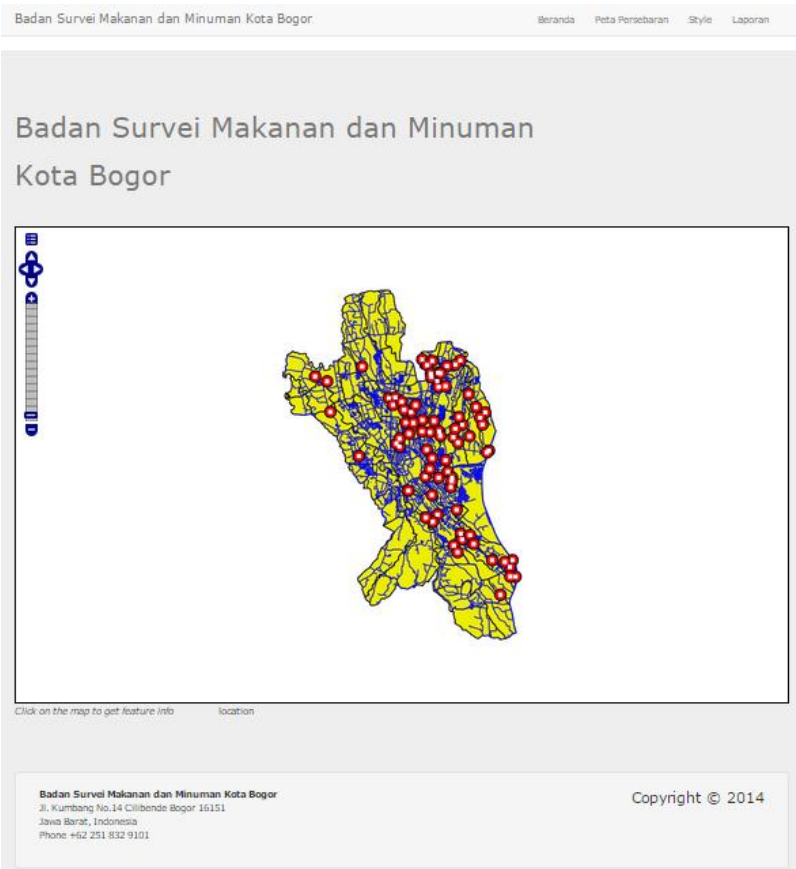 Badan Survei Makanan dan Minuman Kota Bogor
Beranda Peta Persebaran Style Laporan
Badan Survei Makanan dan Minuman
Kota Bogor
Click on the map to get feature info location
Badan Survei Makanan dan Minuman Kota Bogor
Jl. Kumbang No.14 Cilibende Bogor 16151
Jawa Barat, Indonesia
Phone +62 251 832 9101
Copyright © 2014